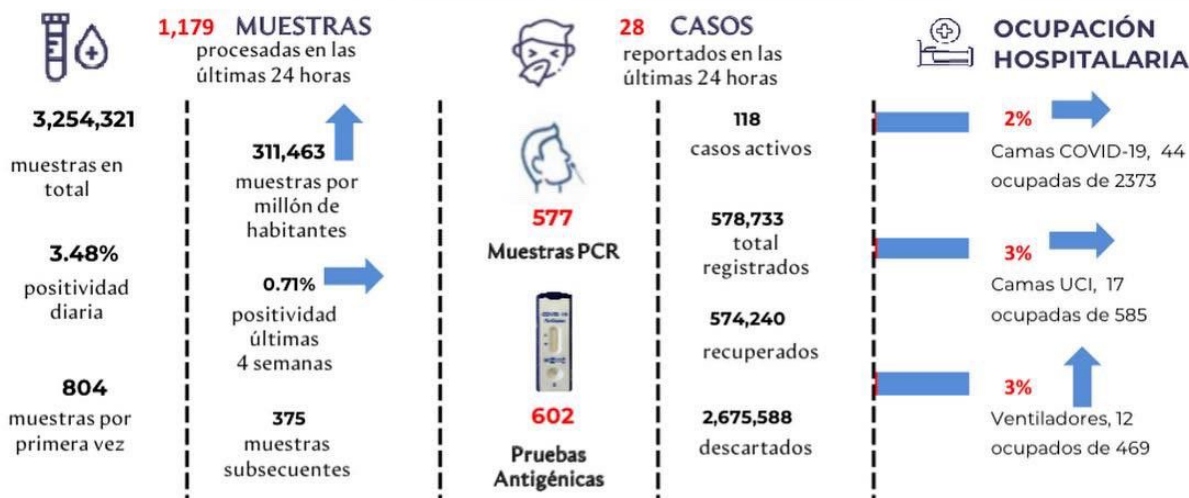 1,179 MUESTRAS
procesadas en las
últimas 24 horas
3,254,321
muestras en
total
3.48%
positividad
diaria
804
muestras por
primera vez
311,463
muestras por
millón de
habitantes
0.71%
positividad
últimas
4 semanas
375
muestras
subsecuentes
28 CASOS
reportados en las
últimas 24 horas
577
Muestras PCR
602
Pruebas
Antigénicas
118
casos activos
578,733
total
registrados
574,240
recuperados
2,675,588
descartados
OCUPACIÓN
HOSPITALARIA
2%
Camas COVID-19, 44
ocupadas de 2373
3%
Camas UCI, 17
ocupadas de 585
3%
Ventiladores, 12
ocupados de 469